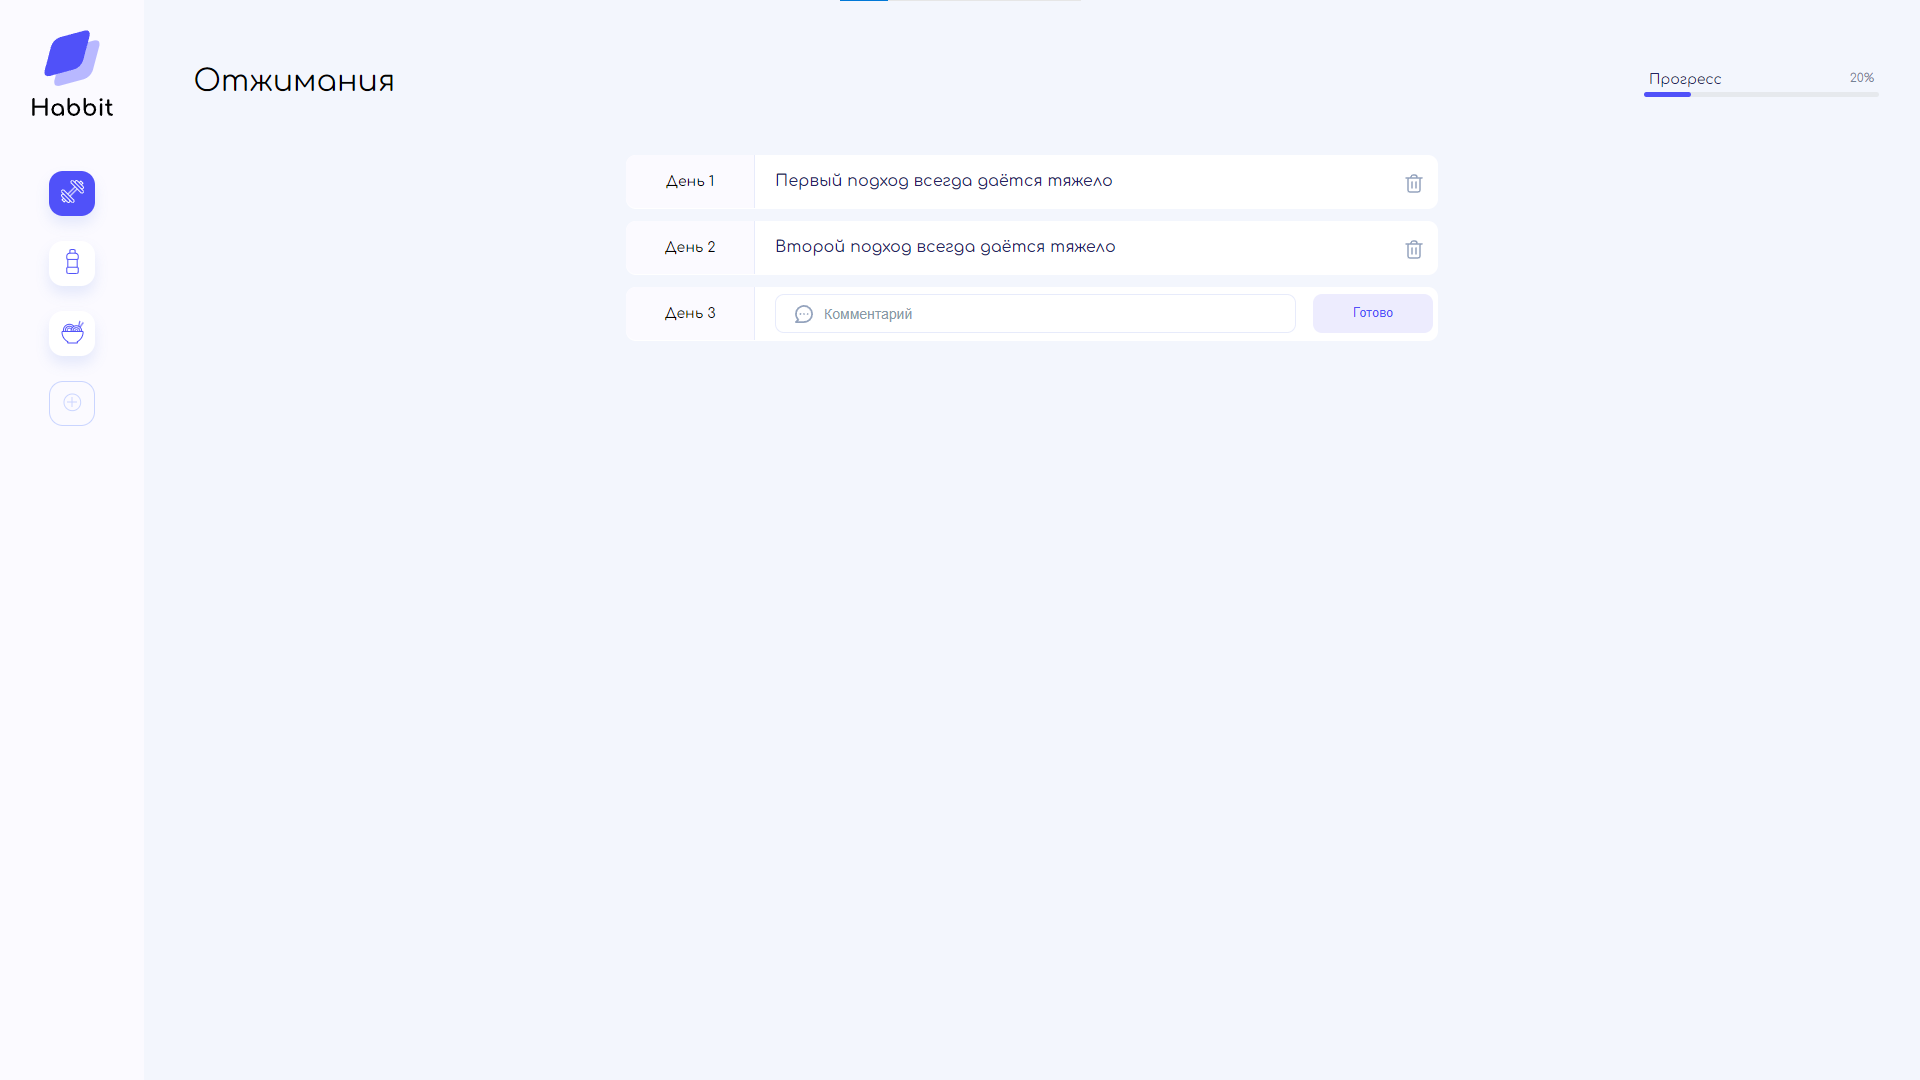 Habbit
Отжимания
Прогресс 20%
День 1 Первый подход всегда даётся тяжело
День 2 Второй подход всегда даётся тяжело
День 3 Комментарий Готово